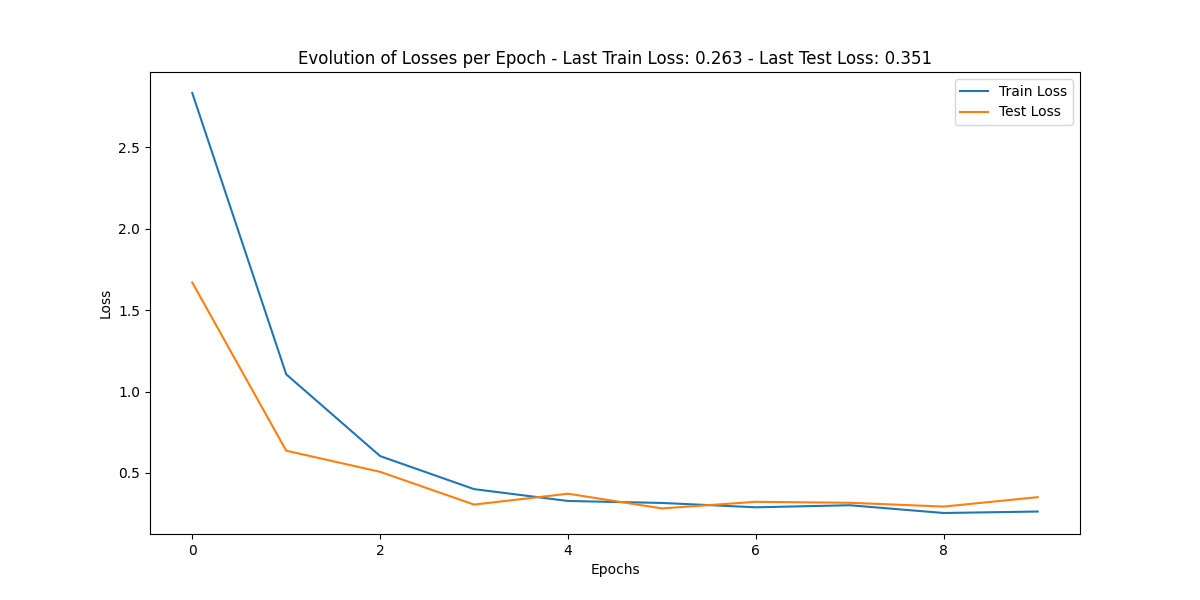 Evolution of Losses per Epoch - Last Train Loss: 0.263 - Last Test Loss: 0.351
Train Loss
Test Loss
2.5
2.0
1.5
1.0
0.5
Loss
0 2 4 6 8
Epochs